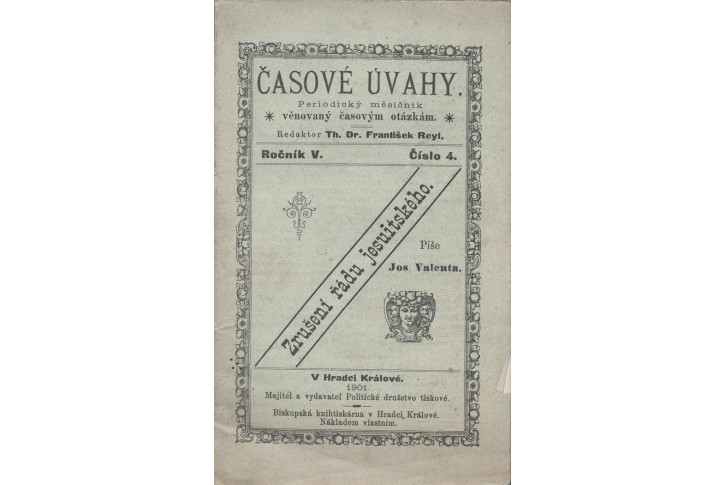 ČASOVÉ ÚVAHY.
Periodický měsíčník
* věnovaný časovým otázkám. *
Redaktor Th. Dr. František Reyl.
Ročník V. Číslo 4.
Zrušení řádu jesuitského.
Píše
Jos Valenta.
V Hradci Králové.
1901.
Majitel a vydavatel Politické družstvo tiskové.
Biskupská knihtiskárna v Hradci Králové.
Nákladem vlastním.